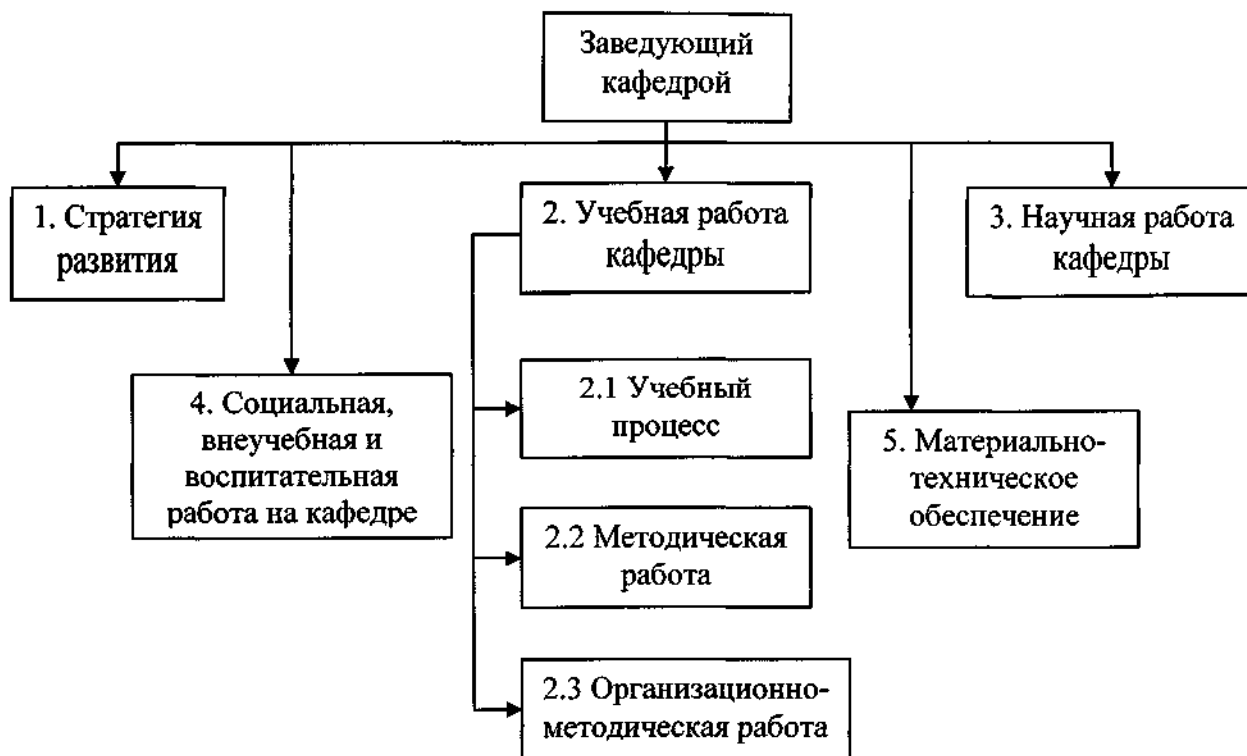 Заведующий
кафедрой
1. Стратегия
развития
2. Учебная работа
кафедры
3. Научная работа
кафедры
4. Социальная,
внеучебная и
воспитательная
работа на кафедре
2.1 Учебный
процесс
5. Материально-
техническое
обеспечение
2.2 Методическая
работа
2.3 Организационно-
методическая работа